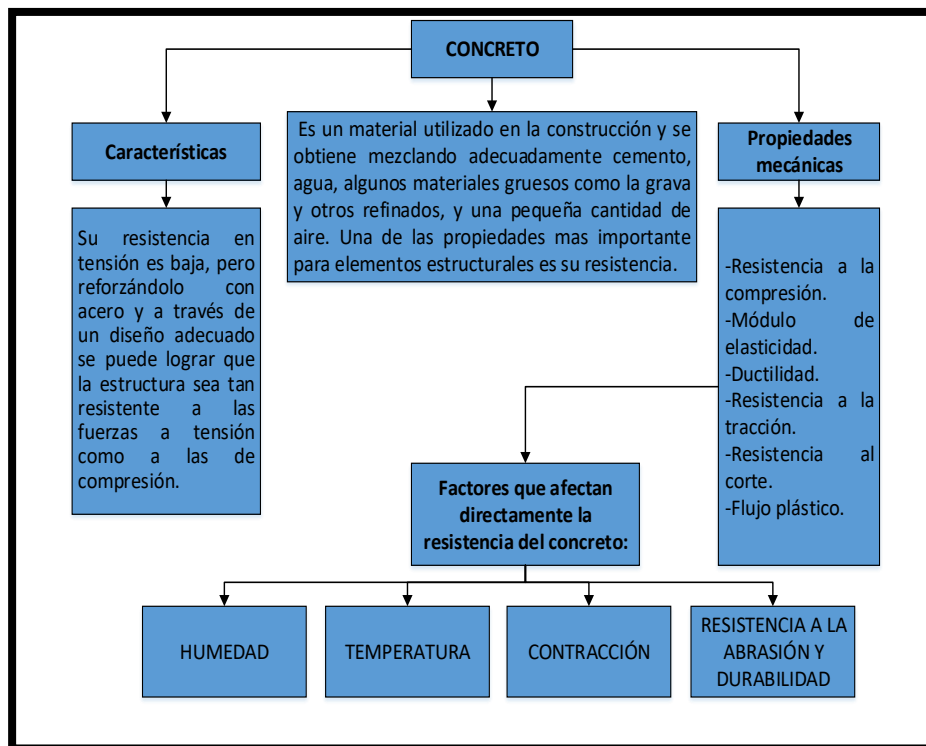 CONCRETO
Características
Su resistencia en
tensión es baja, pero
reforzándolo con
acero y a través de
un diseño adecuado
se puede lograr que
la estructura sea tan
resistente a las
fuerzas a tensión
como a las de
compresión.
Es un material utilizado en la construcción y se
obtiene mezclando adecuadamente cemento,
agua, algunos materiales gruesos como la grava
y otros refinados, y una pequeña cantidad de
aire. Una de las propiedades mas importante
para elementos estructurales es su resistencia.
Propiedades
mecánicas
-Resistencia a la
compresión.
-Módulo de
elasticidad.
-Ductilidad.
-Resistencia a la
tracción.
-Resistencia al
corte.
-Flujo plástico.
Factores que afectan
directamente la
resistencia del concreto:
HUMEDAD
TEMPERATURA
CONTRACCIÓN
RESISTENCIA A LA
ABRASIÓN Y
DURABILIDAD